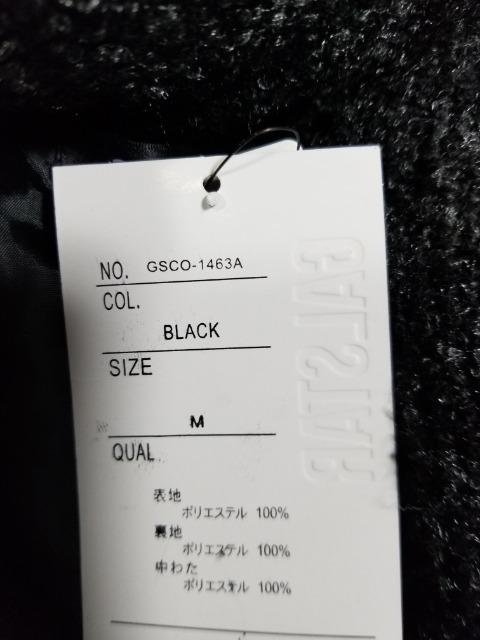 NO. GSCO-1463A
COL.
BLACK
SIZE
M
QUAL.
表地
ポリエステル 100%
裏地
ポリエステル 100%
中わた
ポリエステル 100%
GALSTAR